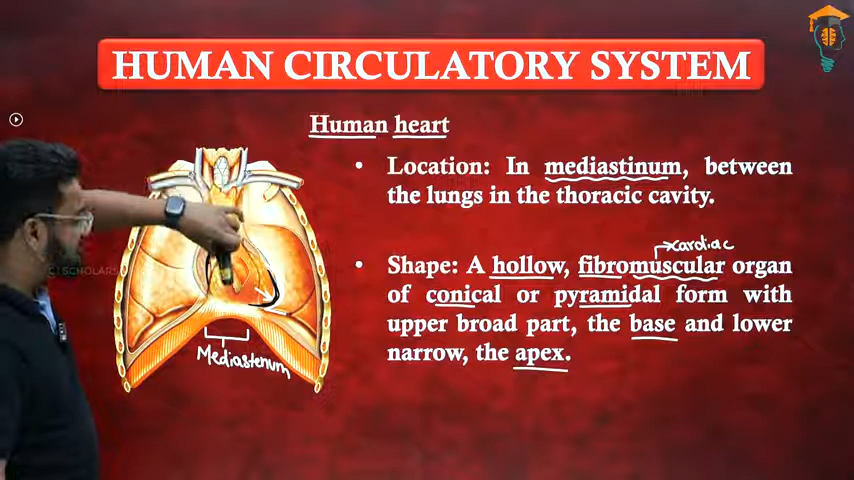 HUMAN CIRCULATORY SYSTEM
Human heart
• Location: In mediastinum, between
the lungs in the thoracic cavity.
cardiac
• Shape: A hollow, fibromuscular organ
of conical or pyramidal form with
upper broad part, the base and lower
narrow, the apex.
Mediastenum
SCHOLARS